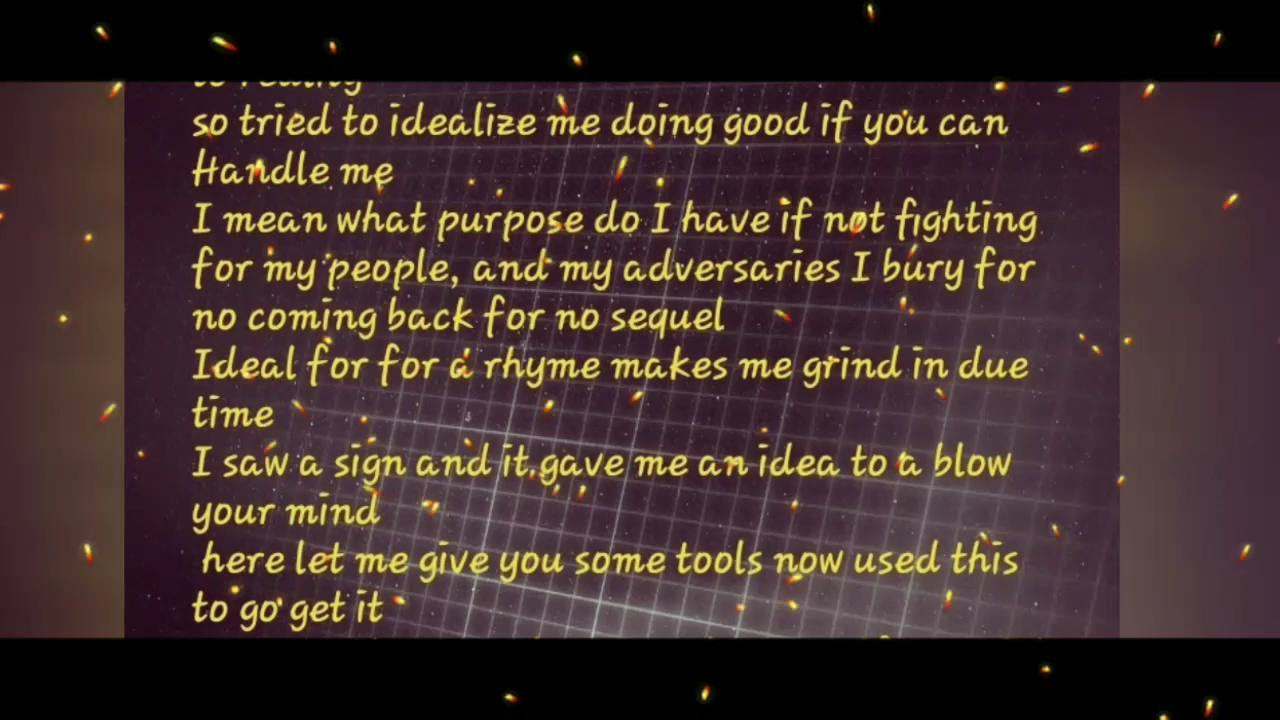 to reality
so tried to idealize me doing good if you can
Handle me
I mean what purpose do I have if not fighting
for my people, and my adversaries I bury for
no coming back for no sequel
Ideal for for a rhyme makes me grind in due
time
I saw a sign and it gave me an idea to a blow
your mind
here let me give you some tools now used this
to go get it